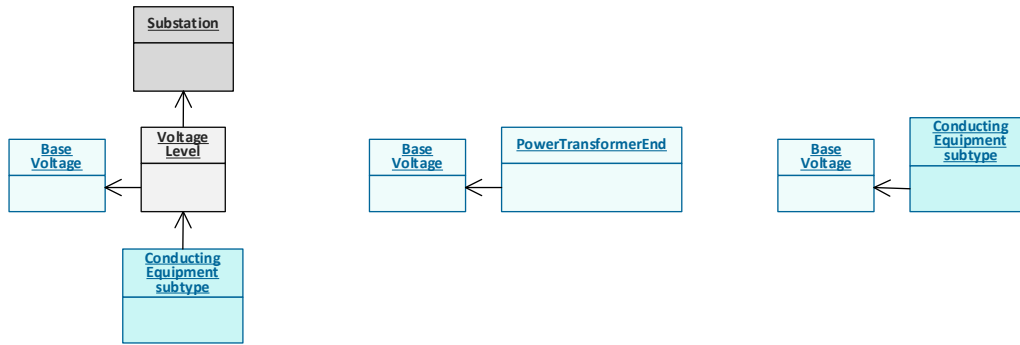 Substation
Voltage
Level
Base
Voltage
Conducting
Equipment
subtype
Base
Voltage
PowerTransformerEnd
Base
Voltage
Conducting
Equipment
subtype